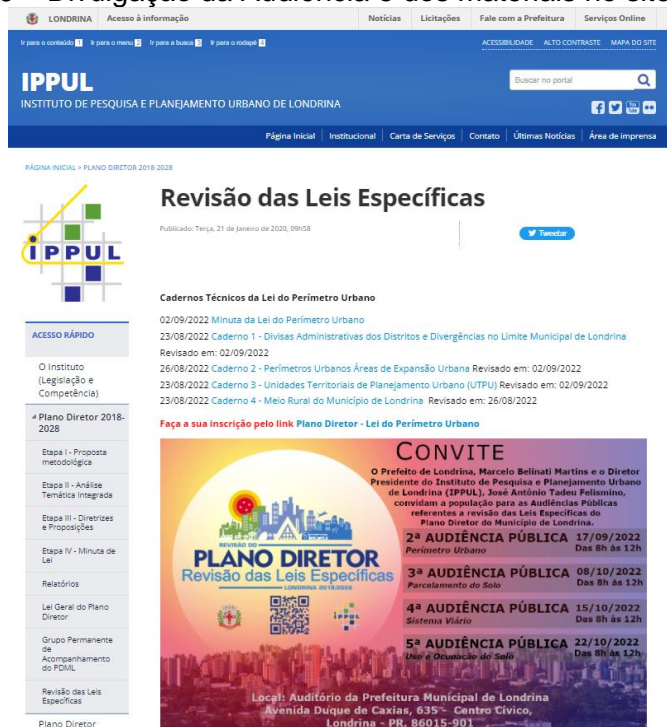 Divulgação da Audiência e dos materiais no site
LONDRINA Acesso à informação Notícias Licitações Fale com a Prefeitura Serviços Online
Ir para o conteúdo 1 Ir para o menu 2 Ir para a busca 3 Ir para o rodapé 4 ACESSIBILIDADE ALTO CONTRASTE MAPA DO SITE
IPPUL
Buscar no portal
INSTITUTO DE PESQUISA E PLANEJAMENTO URBANO DE LONDRINA
Página Inicial Institucional Carta de Serviços Contato Últimas Notícias Área de imprensa
PÁGINA INICIAL > PLANO DIRETOR 2018 2028
IPPUL
Revisão das Leis Específicas
Publicado: Terça, 21 de Janeiro de 2020, 09h58
Tweetar
Cadernos Técnicos da Lei do Perímetro Urbano
02/09/2022 Minuta da Lei do Perímetro Urbano
23/08/2022 Caderno 1 - Divisas Administrativas dos Distritos e Divergências no Limite Municipal de Londrina
Revisado em: 02/09/2022
26/08/2022 Caderno 2 - Perímetros Urbanos Áreas de Expansão Urbana Revisado em: 02/09/2022
23/08/2022 Caderno 3 - Unidades Territoriais de Planejamento Urbano (UTPU) Revisado em: 02/09/2022
23/08/2022 Caderno 4 - Meio Rural do Município de Londrina Revisado em: 26/08/2022
Faça a sua inscrição pelo link Plano Diretor - Lei do Perímetro Urbano
ACESSO RÁPIDO
O Instituto
(Legislação e
Competência)
Plano Diretor 2018-
2028
Etapa I - Proposta
metodológica
Etapa II - Análise
Temática Integrada
Etapa III - Diretrizes
e Proposições
Etapa IV - Minuta de
Lei
Relatórios
Lei Geral do Plano
Diretor
Grupo Permanente
de
Acompanhamento
do PDML
Revisão das Leis
Específicas
Plano Diretor
CONVITE
O Prefeito de Londrina, Marcelo Belinati Martins e o Diretor
Presidente do Instituto de Pesquisa e Planejamento Urbano
de Londrina (IPPUL), José Antônio Tadeu Felismino,
convidam a população para as Audiências Públicas
referentes a revisão das Leis Específicas do
Plano Diretor do Município de Londrina.
REVISÃO DO
PLANO DIRETOR
Revisão das Leis Específicas
LONDRINA 2018/2028
ippul
2ª AUDIÊNCIA PÚBLICA 17/09/2022
Perímetro Urbano Das 8h às 12h
3ª AUDIÊNCIA PÚBLICA 08/10/2022
Parcelamento do Solo Das 8h às 12h
4ª AUDIÊNCIA PÚBLICA 15/10/2022
Sistema Viário Das 8h às 12h
5ª AUDIÊNCIA PÚBLICA 22/10/2022
Uso e Ocupação do Solo Das 8h às 12h
Local: Auditório da Prefeitura Municipal de Londrina
Avenida Duque de Caxias, 635 - Centro Cívico,
Londrina - PR, 86015-901